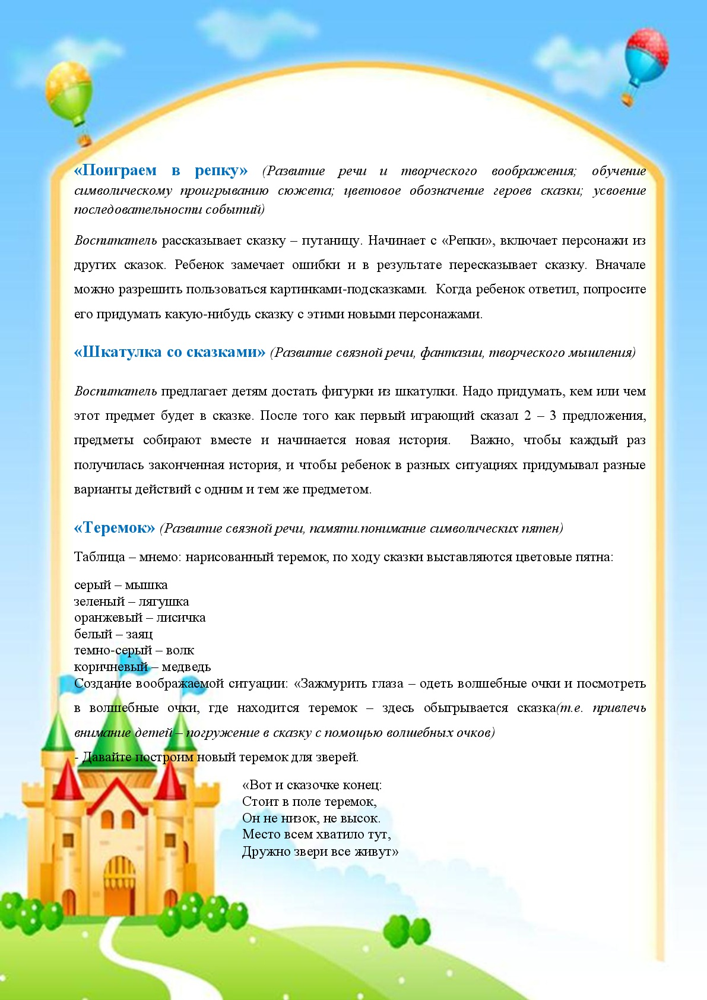 «Поиграем в репку» (Развитие речи и творческого воображения; обучение
символическому проигрыванию сюжета; цветовое обозначение героев сказки; усвоение
последовательности событий)
Воспитатель рассказывает сказку – путаницу. Начинает с «Репки», включает персонажи из
других сказок. Ребенок замечает ошибки и в результате пересказывает сказку. Вначале
можно разрешить пользоваться картинками-подсказками. Когда ребенок ответил, попросите
его придумать какую-нибудь сказку с этими новыми персонажами.
«Шкатулка со сказками» (Развитие связной речи, фантазии, творческого мышления)
Воспитатель предлагает детям достать фигурки из шкатулки. Надо придумать, кем или чем
этот предмет будет в сказке. После того как первый играющий сказал 2 – 3 предложения,
предметы собирают вместе и начинается новая история. Важно, чтобы каждый раз
получилась законченная история, и чтобы ребенок в разных ситуациях придумывал разные
варианты действий с одним и тем же предметом.
«Теремок» (Развитие связной речи, памяти.понимание символических пятен)
Таблица – мнемо: нарисованный теремок, по ходу сказки выставляются цветовые пятна:
серый – мышка
зеленый – лягушка
оранжевый – лисичка
белый – заяц
темно-серый – волк
коричневый – медведь
Создание воображаемой ситуации: «Зажмурить глаза – одеть волшебные очки и посмотреть
в волшебные очки, где находится теремок – здесь обыгрывается сказка(т.е. привлечь
внимание детей – погружение в сказку с помощью волшебных очков)
- Давайте построим новый теремок для зверей.
«Вот и сказочке конец:
Стоит в поле теремок,
Он не низок, не высок.
Место всем хватило тут,
Дружно звери все живут»